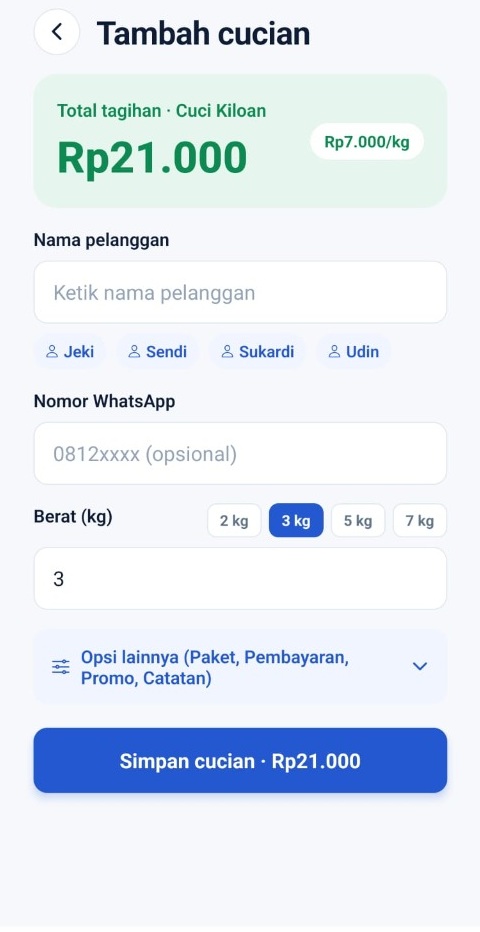 Tambah cucian
Total tagihan · Cuci Kiloan
Rp21.000
Rp7.000/kg
Nama pelanggan
Ketik nama pelanggan
Jeki Sendi Sukardi Udin
Nomor WhatsApp
0812xxxx (opsional)
Berat (kg) 2 kg 3 kg 5 kg 7 kg
3
Opsi lainnya (Paket, Pembayaran,
Promo, Catatan)
Simpan cucian · Rp21.000